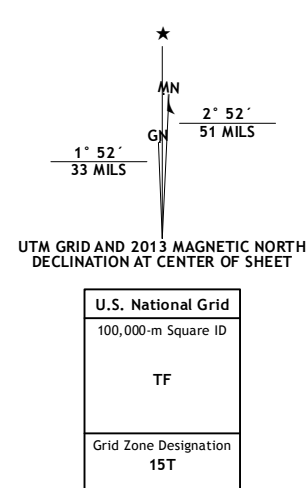 ★
MN
GN
2° 52´
51 MILS
1° 52´
33 MILS
UTM GRID AND 2013 MAGNETIC NORTH
DECLINATION AT CENTER OF SHEET
U.S. National Grid
100,000-m Square ID
TF
Grid Zone Designation
15T